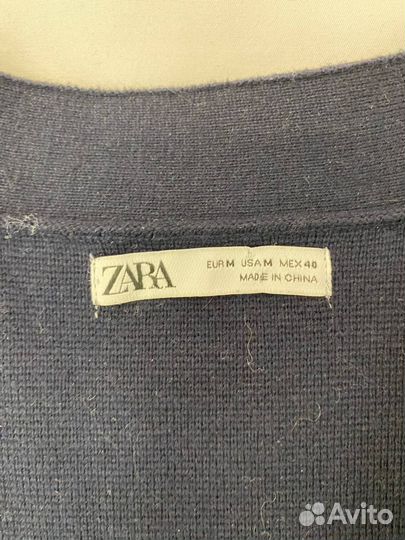 ZARA
EUR M USA M MEX 40
MADE IN CHINA
Avito